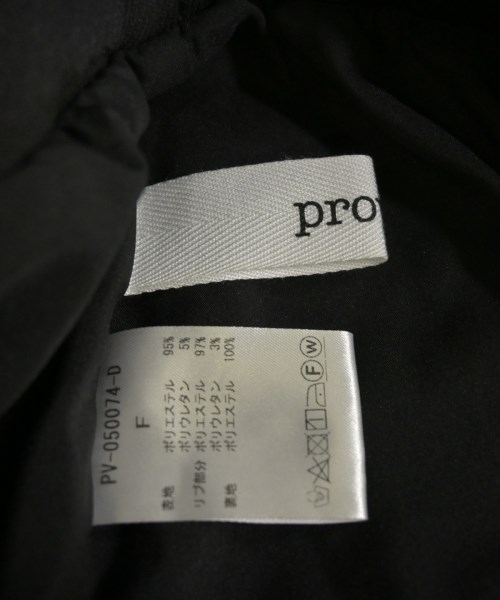 prov
PV-050074-D
F
表地 ポリエステル 95%
ポリウレタン 5%
リブ部分 ポリエステル 97%
ポリウレタン 3%
裏地 ポリエステル 100%
F W